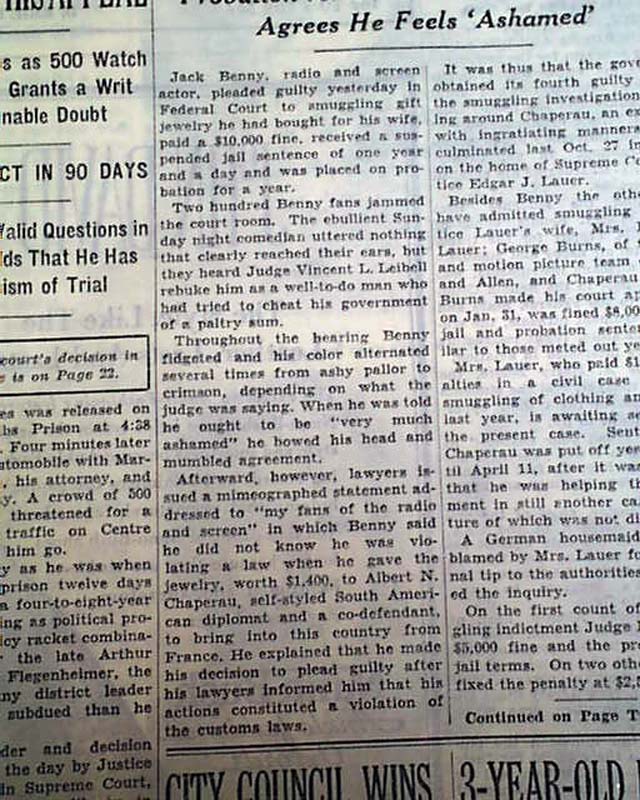 Agrees He Feels 'Ashamed'
s as 500 Watch
Grants a Writ
nable Doubt
CT IN 90 DAYS
Valid Questions in
lds That He Has
ism of Trial
court's decision in
is on Page 22.
es was released on
bs Prison at 4:38
. Four minutes later
utomobile with Mar-
, his attorney, and
y. A crowd of 500
threatened for a
traffic on Centre
him go.
y as he was when
prison twelve days
a four-to-eight-year
ing as political pro-
icy racket combina-
the late Arthur
Flegenheimer, the
ny district leader
subdued than he
der and decision
the day by Justice
in Supreme Court,
Jack Benny, radio and screen
actor, pleaded guilty yesterday in
Federal Court to smuggling gift
jewelry he had bought for his wife,
paid a $10,000 fine, received a sus-
pended jail sentence of one year
and a day and was placed on pro-
bation for a year.
Two hundred Benny fans jammed
the court room. The ebullient Sun-
day night comedian uttered nothing
that clearly reached their ears, but
they heard Judge Vincent L. Leibell
rebuke him as a well-to-do man who
had tried to cheat his government
of a paltry sum.
Throughout the hearing Benny
fidgeted and his color alternated
several times from ashy pallor to
crimson, depending on what the
judge was saying. When he was told
he ought to be "very much
ashamed" he bowed his head and
mumbled agreement.
Afterward, however, lawyers is-
sued a mimeographed statement ad-
dressed to "my fans of the radio
and screen" in which Benny said
he did not know he was vio-
lating a law when he gave the
jewelry, worth $1,400, to Albert N.
Chaperau, self-styled South Ameri-
can diplomat and a co-defendant,
to bring into this country from
France. He explained that he made
his decision to plead guilty after
his lawyers informed him that his
actions constituted a violation of
the customs laws.
It was thus that the gove
obtained its fourth guilty
the smuggling investigation
ing around Chaperau, an ex
with ingratiating manner
culminated last Oct. 27 in
on the home of Supreme C
tice Edgar J. Lauer.
Besides Benny the oth
have admitted smuggling
tice Lauer's wife, Mrs.
Lauer; George Burns, of
and motion picture team
and Allen, and Chaperau
Burns made his court ap
on Jan. 31, was fined $8,00
jail and probation sente
ilar to those meted out ye
Mrs. Lauer, who paid $1
alties in a civil case
smuggling of clothing an
last year, is awaiting se
the present case. Sent
Chaperau was put off ye
til April 11, after it wa
that he was helping th
ment in still another ca
ture of which was not di
A German housemaid
blamed by Mrs. Lauer fo
nal tip to the authorities
ed the inquiry.
On the first count of
gling indictment Judge
$5,000 fine and the pro
jail terms. On two oth
fixed the penalty at $2,5
Continued on Page T
CITY COUNCIL WINS
3-YEAR-OLD